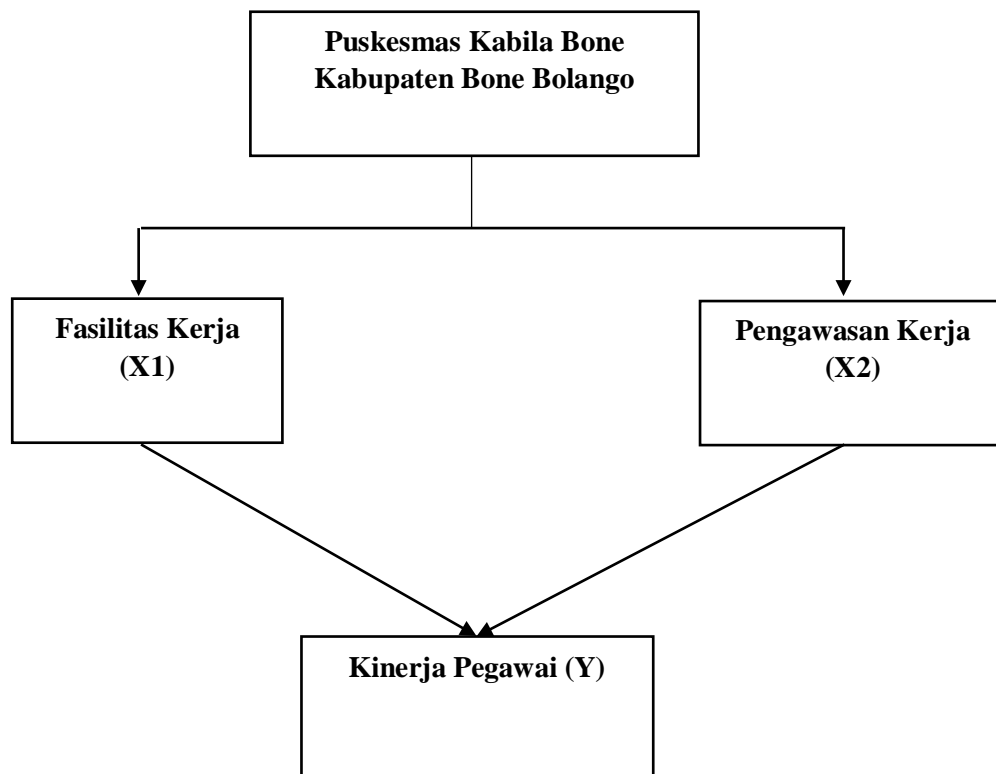 Puskesmas Kabila Bone
Kabupaten Bone Bolango
Fasilitas Kerja
(X1)
Pengawasan Kerja
(X2)
Kinerja Pegawai (Y)